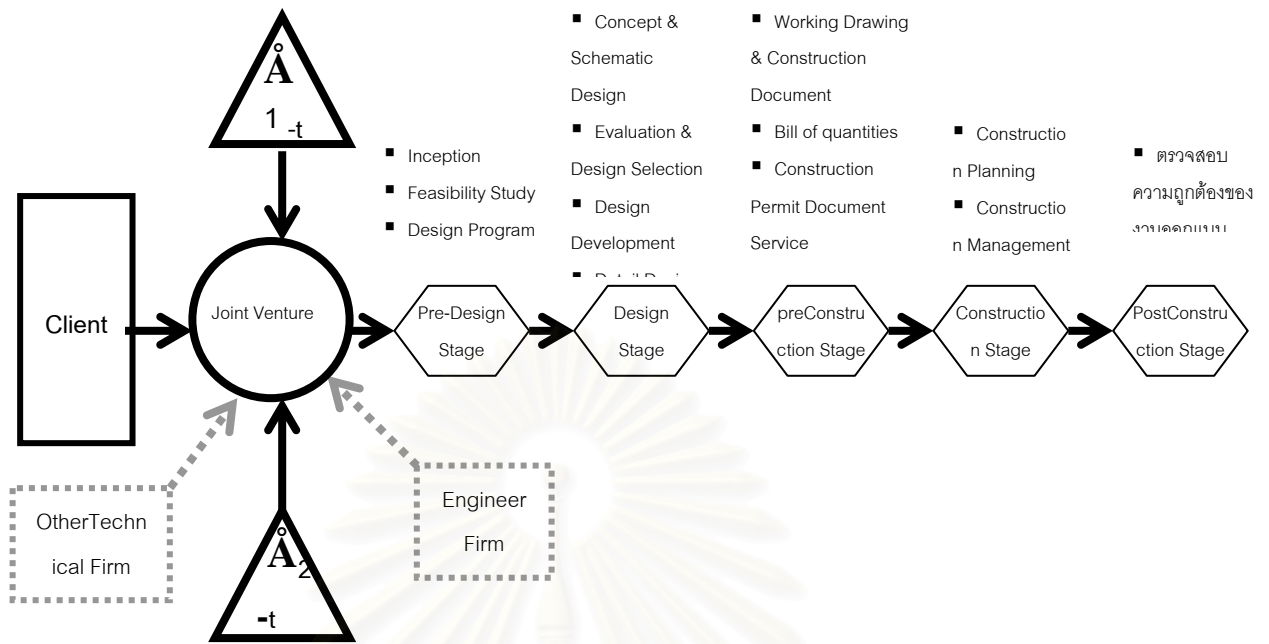 Å
1 -t
■ Inception
■ Feasibility Study
■ Design Program
■ Concept &
Schematic
Design
■ Evaluation &
Design Selection
■ Design
Development
■ Working Drawing
& Construction
Document
■ Bill of quantities
■ Construction
Permit Document
Service
■ Constructio
n Planning
■ Constructio
n Management
■ ตรวจสอบ
ความถูกต้องของ
Client
Joint Venture
Pre-Design
Stage
Design
Stage
preConstru
ction Stage
Constructio
n Stage
PostConstru
ction Stage
OtherTechn
ical Firm
Engineer
Firm
Å2
-t